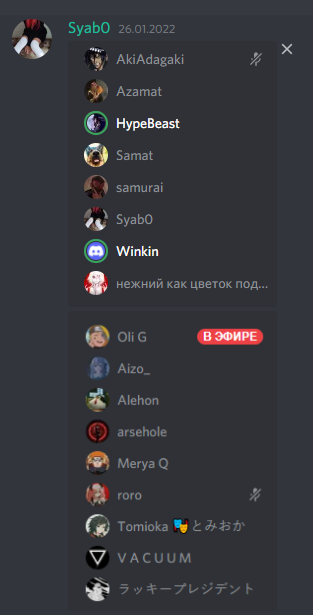 Syab0 26.01.2022
AkiAdagaki
Azamat
HypeBeast
Samat
samurai
Syab0
Winkin
нежний как цветок под...
Oli G В ЭФИРЕ
Aizo_
Alehon
arsehole
Merya Q
roro
Tomioka 🎭とみおか
V A C U U M
ラッキープレジデント